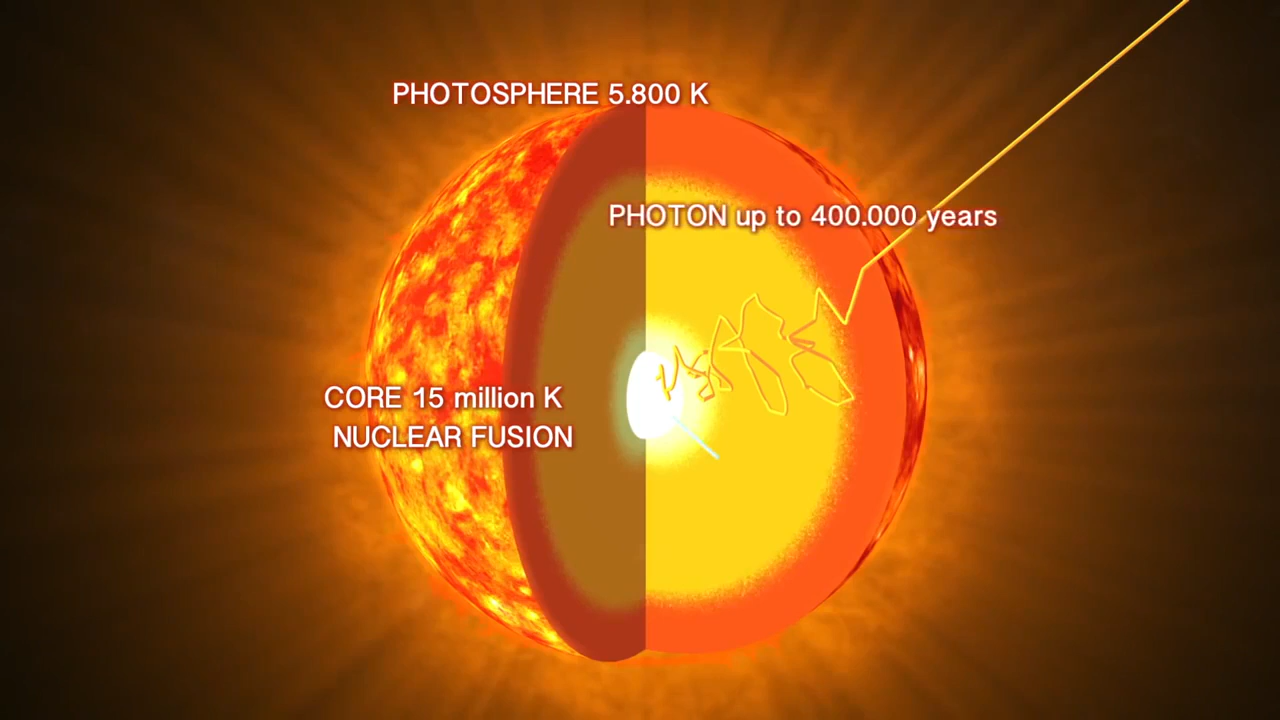 PHOTOSPHERE 5.800 K
PHOTON up to 400.000 years
CORE 15 million K
NUCLEAR FUSION